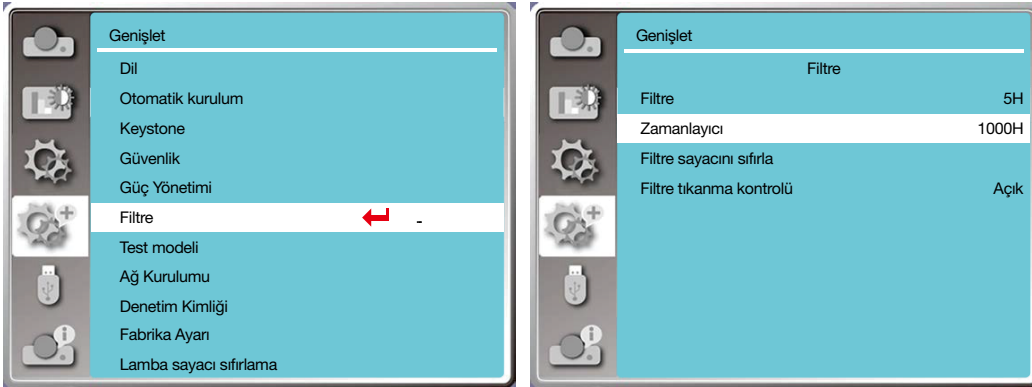 Genişlet
Dil
Otomatik kurulum
Keystone
Güvenlik
Güç Yönetimi
Filtre -
Test modeli
Ağ Kurulumu
Denetim Kimliği
Fabrika Ayarı
Lamba sayacı sıfırlama
Genişlet
Filtre
Filtre 5H
Zamanlayıcı 1000H
Filtre sayacını sıfırla
Filtre tıkanma kontrolü Açık